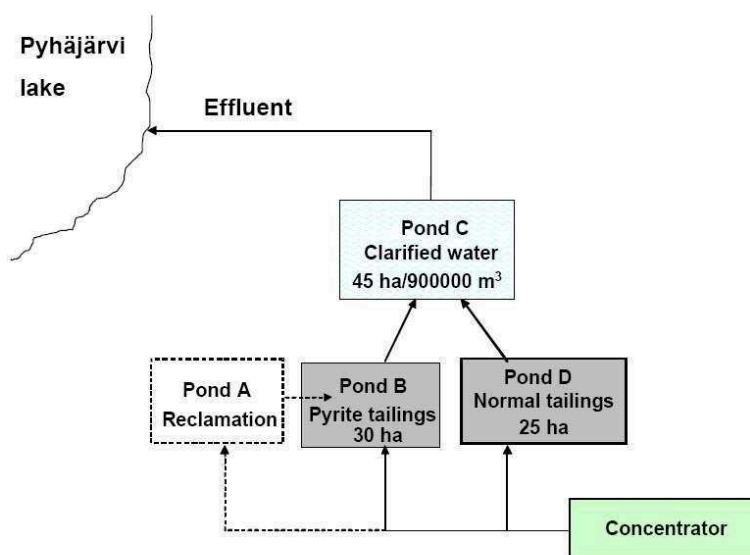 Pyhäjärvi
lake
Effluent
Pond C
Clarified water
45 ha/900000 m³
Pond A
Reclamation
Pond B
Pyrite tailings
30 ha
Pond D
Normal tailings
25 ha
Concentrator